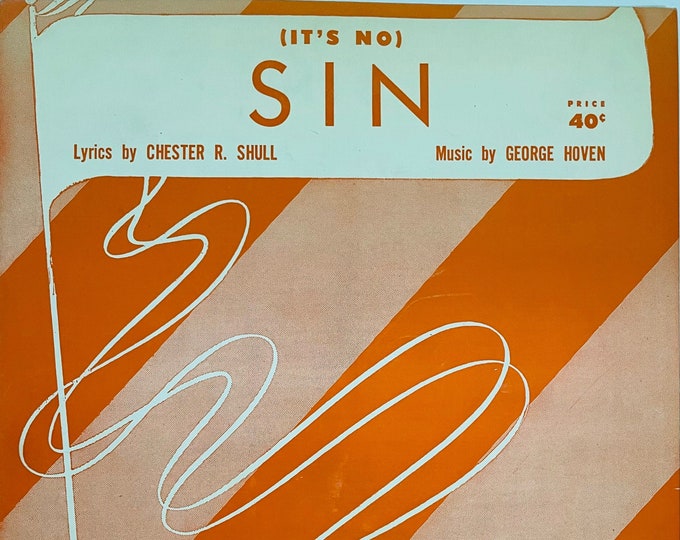 (IT'S NO)
SIN
PRICE
40¢
Lyrics by CHESTER R. SHULL
Music by GEORGE HOVEN